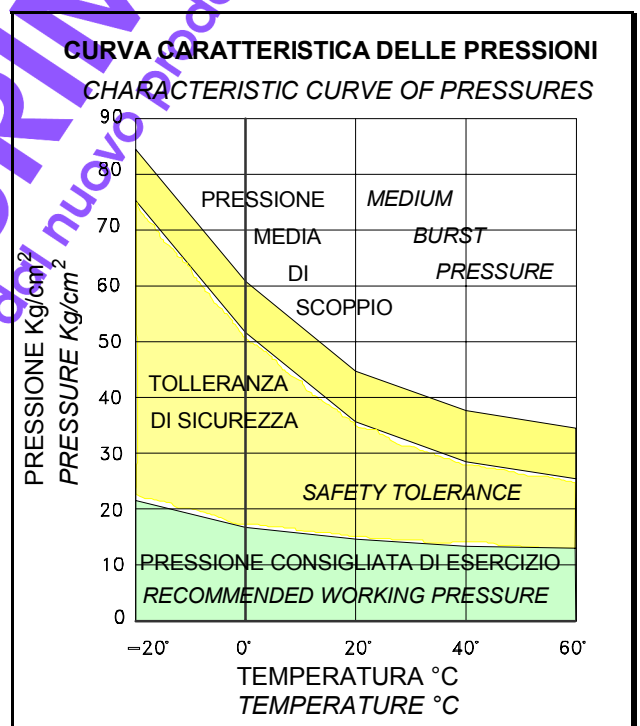 CURVA CARATTERISTICA DELLE PRESSIONI
CHARACTERISTIC CURVE OF PRESSURES
dal nuovo
PRESSIONE Kg/cm²
PRESSURE Kg/cm²
90
80
70
60
50
40
30
20
10
0
PRESSIONE MEDIUM
MEDIA BURST
DI PRESSURE
SCOPPIO
TOLLERANZA
DI SICUREZZA
SAFETY TOLERANCE
PRESSIONE CONSIGLIATA DI ESERCIZIO
RECOMMENDED WORKING PRESSURE
−20° 0° 20° 40° 60°
TEMPERATURA °C
TEMPERATURE °C